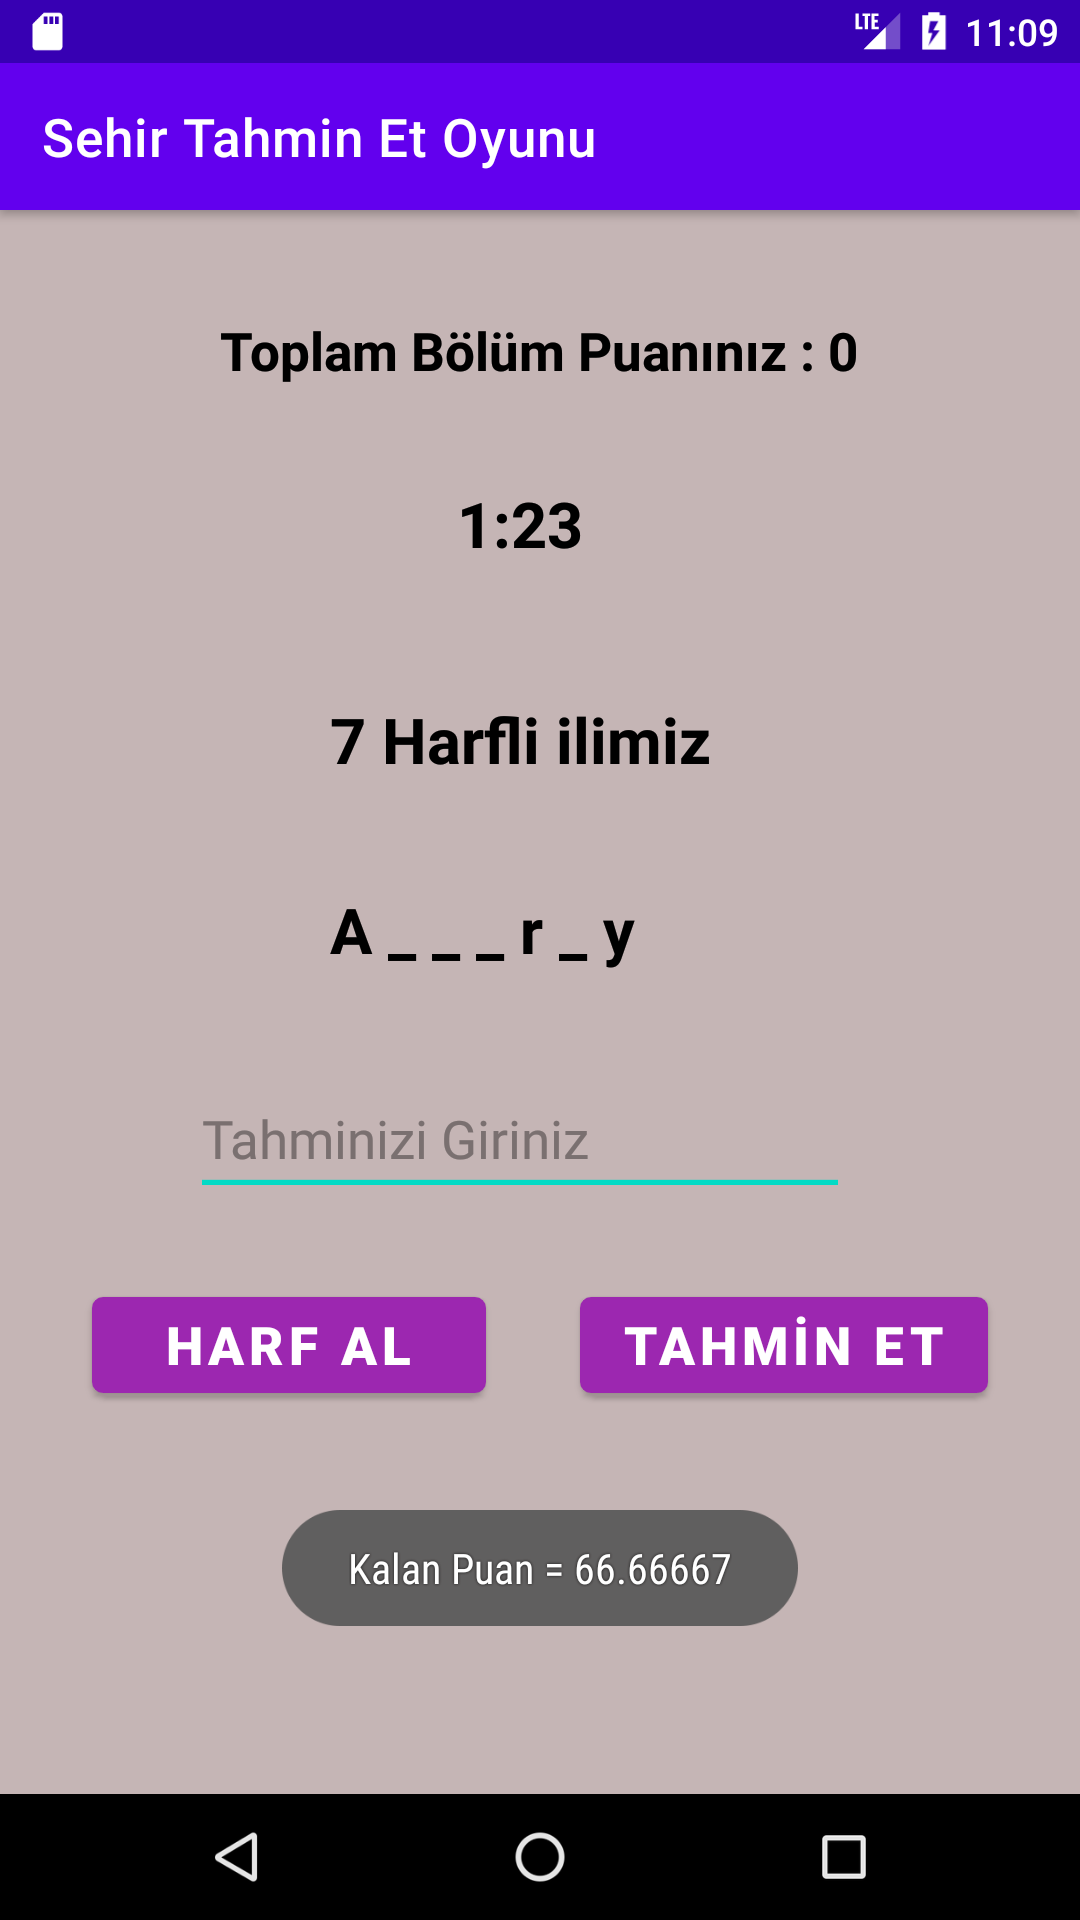 LTE 11:09
Sehir Tahmin Et Oyunu
Toplam Bölüm Puanınız : 0
1:23
7 Harfli ilimiz
A _ _ _ r _ y
Tahminizi Giriniz
HARF AL TAHMİN ET
Kalan Puan = 66.66667